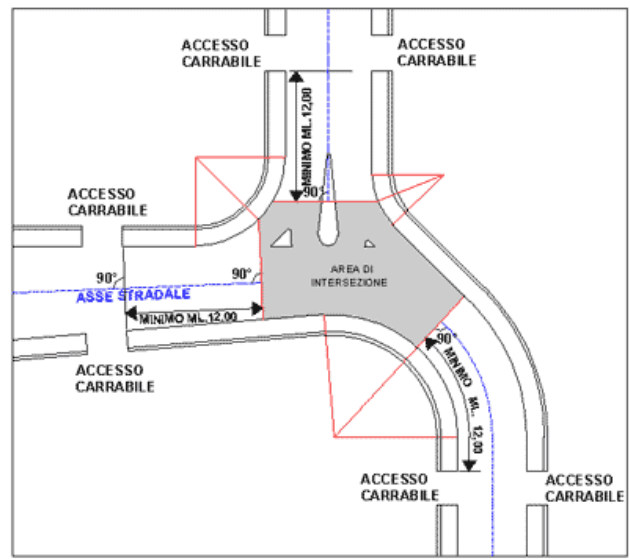 ACCESSO
CARRABILE
ACCESSO
CARRABILE
MINIMO ML.12,00
90°
ACCESSO
CARRABILE
90°
90°
ASSE STRADALE
MINIMO ML.12,00
AREA DI
INTERSEZIONE
90°
MINIMO ML. 12,00
ACCESSO
CARRABILE
ACCESSO
CARRABILE
ACCESSO
CARRABILE